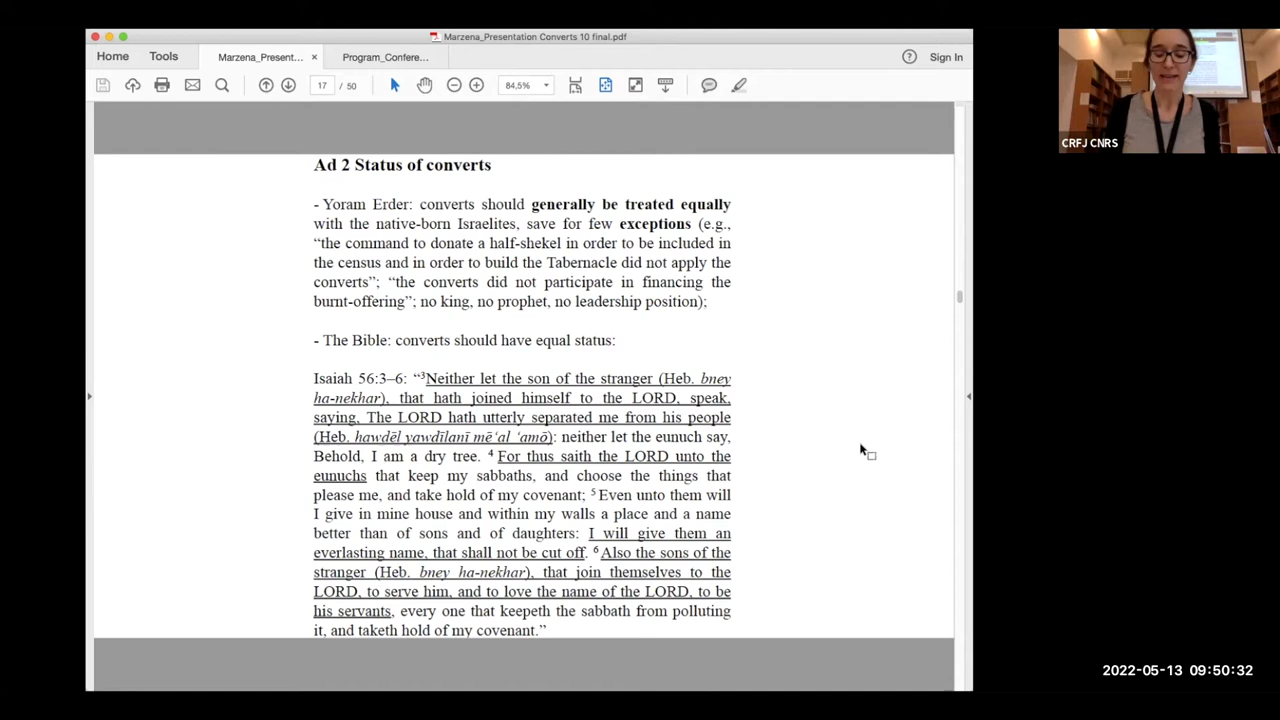 Marzena_Presentation Converts 10 final.pdf
Home
Tools
Marzena_Present...
×
Program_Confere...
?
Sign In
17 / 50
84,5%
Ad 2 Status of converts
- Yoram Erder: converts should generally be treated equally
with the native-born Israelites, save for few exceptions (e.g.,
“the command to donate a half-shekel in order to be included in
the census and in order to build the Tabernacle did not apply the
converts”; “the converts did not participate in financing the
burnt-offering”; no king, no prophet, no leadership position);
- The Bible: converts should have equal status:
Isaiah 56:3–6: “³Neither let the son of the stranger (Heb. bney
ha-nekhar), that hath joined himself to the LORD, speak,
saying, The LORD hath utterly separated me from his people
(Heb. hawdēl yawdīlanī mē‘al ‘amō): neither let the eunuch say,
Behold, I am a dry tree. ⁴ For thus saith the LORD unto the
eunuchs that keep my sabbaths, and choose the things that
please me, and take hold of my covenant; ⁵ Even unto them will
I give in mine house and within my walls a place and a name
better than of sons and of daughters: I will give them an
everlasting name, that shall not be cut off. ⁶ Also the sons of the
stranger (Heb. bney ha-nekhar), that join themselves to the
LORD, to serve him, and to love the name of the LORD, to be
his servants, every one that keepeth the sabbath from polluting
it, and taketh hold of my covenant.”
CRFJ CNRS
2022-05-13 09:50:32